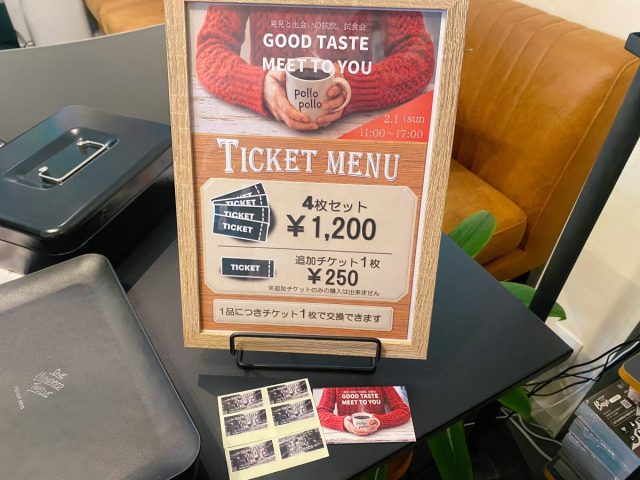 発見と出会いの試飲、試食会
GOOD TASTE
MEET TO YOU
pollo
pollo
2.1 (sun
11:00~17:00
TICKET MENU
TICKET
TICKET
TICKET
4枚セット
¥1,200
TICKET
追加チケット1枚
¥250
※追加チケットのみの購入は出来ません
1品につきチケット1枚で交換できます
GOOD TASTE
MEET TO YOU